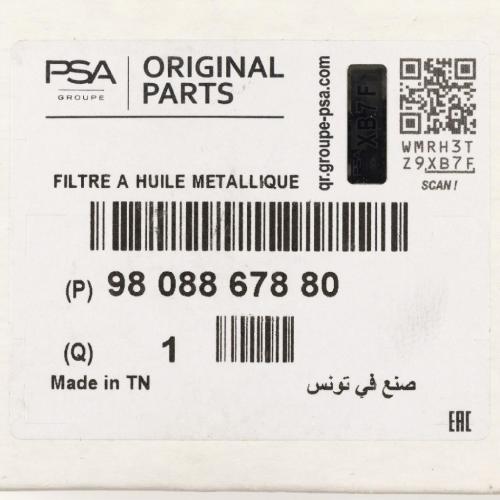 PSA
GROUPE
ORIGINAL
PARTS
qr.groupe-psa.com
XB7F
WMRH3T
Z9XB7F
SCAN!
FILTRE A HUILE METALLIQUE
(P) 98 088 678 80
(Q) 1
Made in TN
صنع في تونس
EAC